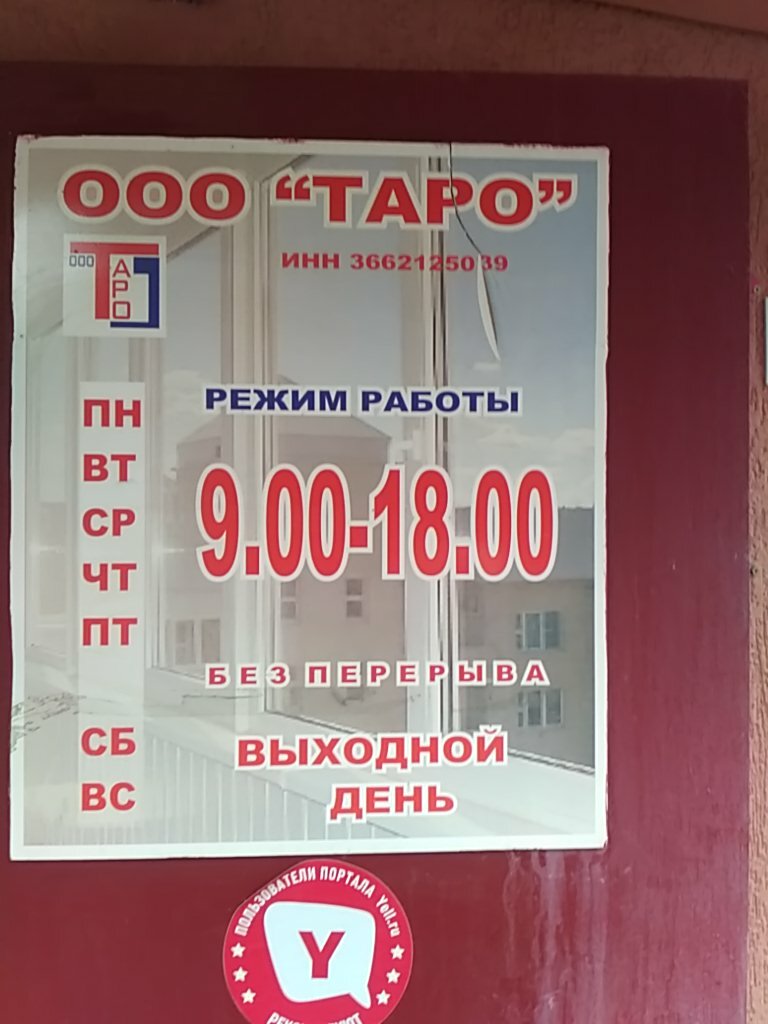 ООО “ТАРО”
ООО
ТАРО
ИНН 3662125039
РЕЖИМ РАБОТЫ
ПН
ВТ
СР
ЧТ
ПТ
9.00-18.00
БЕЗ ПЕРЕРЫВА
СБ
ВС
ВЫХОДНОЙ
ДЕНЬ
ПОЛЬЗОВАТЕЛИ ПОРТАЛА Yell.ru
Y